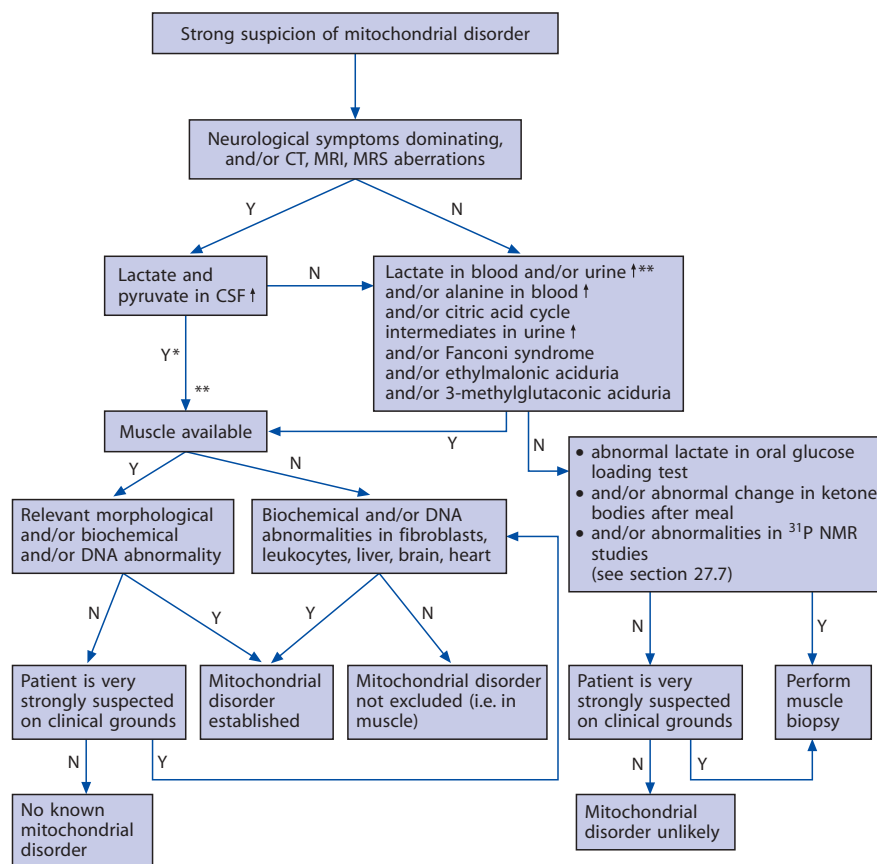 Strong suspicion of mitochondrial disorder
Neurological symptoms dominating,
and/or CT, MRI, MRS aberrations
Y
N
Lactate and
pyruvate in CSF ↑
N
Lactate in blood and/or urine ↑**
and/or alanine in blood ↑
and/or citric acid cycle
intermediates in urine ↑
and/or Fanconi syndrome
and/or ethylmalonic aciduria
and/or 3-methylglutaconic aciduria
Y*
**
Muscle available
Y
N
• abnormal lactate in oral glucose
loading test
• and/or abnormal change in ketone
bodies after meal
• and/or abnormalities in ³¹P NMR
studies
(see section 27.7)
Y
N
Relevant morphological
and/or biochemical
and/or DNA abnormality
Biochemical and/or DNA
abnormalities in fibroblasts,
leukocytes, liver, brain, heart
N
Y
Y
N
N
Y
Patient is very
strongly suspected
on clinical grounds
Mitochondrial
disorder
established
Mitochondrial disorder
not excluded (i.e. in
muscle)
Patient is very
strongly suspected
on clinical grounds
Perform
muscle
biopsy
N
Y
N
Y
No known
mitochondrial
disorder
Mitochondrial
disorder unlikely